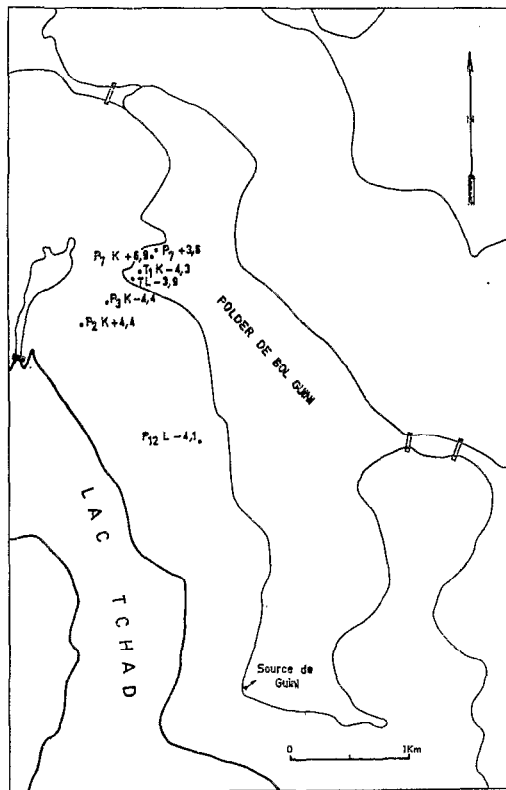 N
P7 K +6,9
P7 +3,6
T1 K-4,3
TL-3,9
P3 K-4,4
P2 K+4,4
POLDER DE BOL GUINI
P12 L-4,1
LAC TCHAD
Source de
Guini
0 1Km